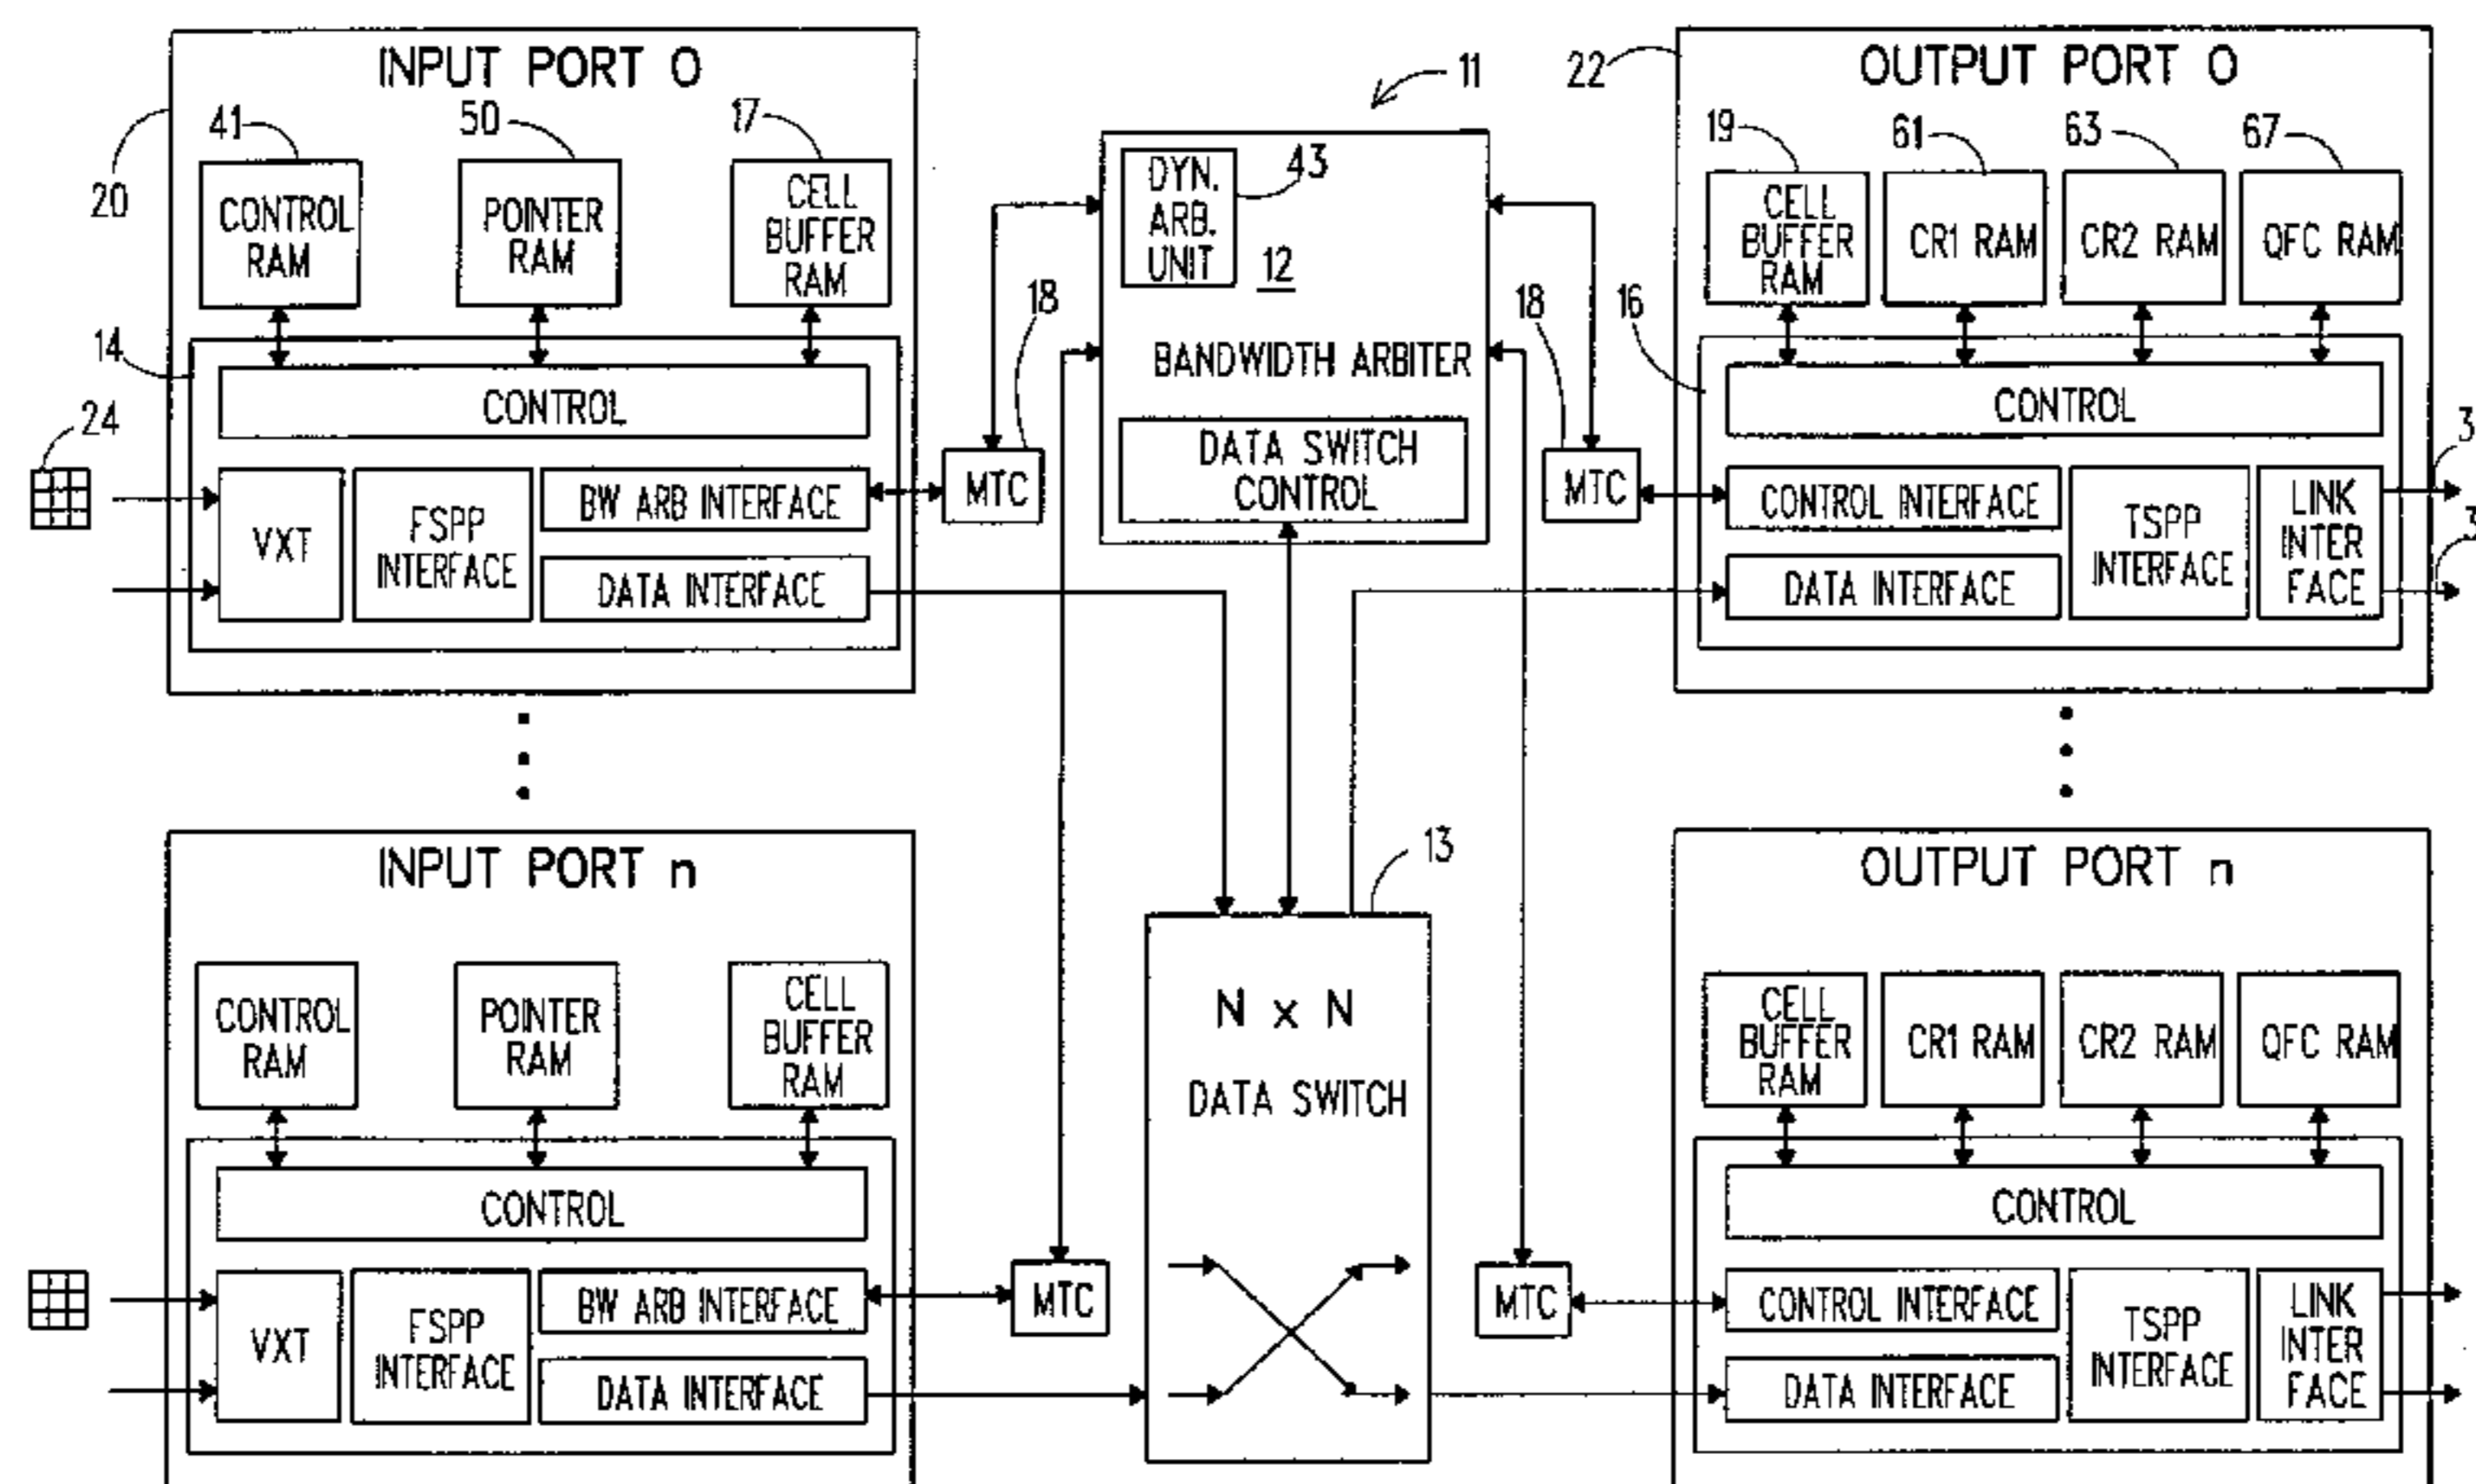 INPUT PORT 0
41
50
17
20
CONTROL
RAM
POINTER
RAM
CELL
BUFFER
RAM
14
CONTROL
24
VXT
FSPP
INTERFACE
BW ARB INTERFACE
DATA INTERFACE
18
MTC
11
DYN.
ARB.
UNIT
43
12
BANDWIDTH ARBITER
DATA SWITCH
CONTROL
18
MTC
22
OUTPUT PORT 0
19
61
63
67
CELL
BUFFER
RAM
CR1 RAM
CR2 RAM
QFC RAM
16
CONTROL
CONTROL INTERFACE
DATA INTERFACE
TSPP
INTERFACE
LINK
INTER
FACE
INPUT PORT n
CONTROL
RAM
POINTER
RAM
CELL
BUFFER
RAM
CONTROL
VXT
FSPP
INTERFACE
BW ARB INTERFACE
DATA INTERFACE
MTC
13
N x N
DATA SWITCH
MTC
OUTPUT PORT n
CELL
BUFFER
RAM
CR1 RAM
CR2 RAM
QFC RAM
CONTROL
CONTROL INTERFACE
DATA INTERFACE
TSPP
INTERFACE
LINK
INTER
FACE